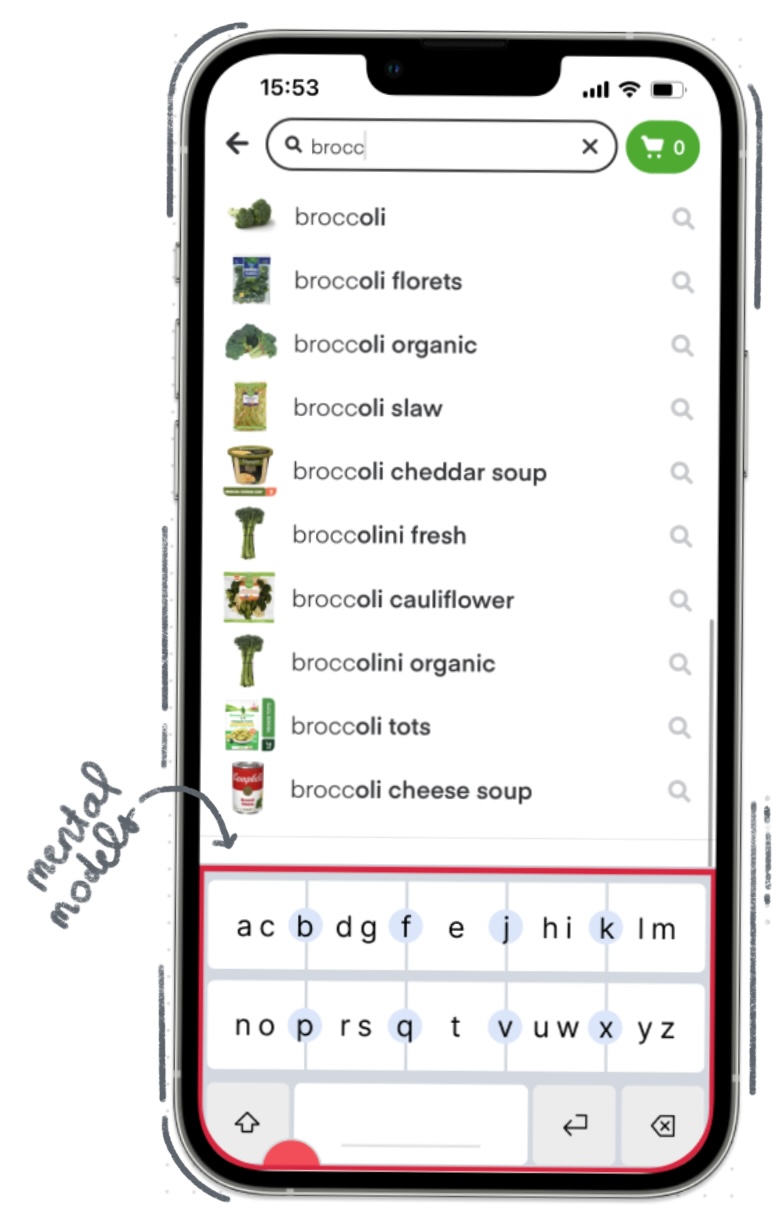 15:53
brocc
0
broccoli
broccoli florets
broccoli organic
broccoli slaw
broccoli cheddar soup
broccolini fresh
broccoli cauliflower
broccolini organic
broccoli tots
Campbell's
broccoli cheese soup
mental
models
a c b d g f e j h i k l m
n o p r s q t v u w x y z